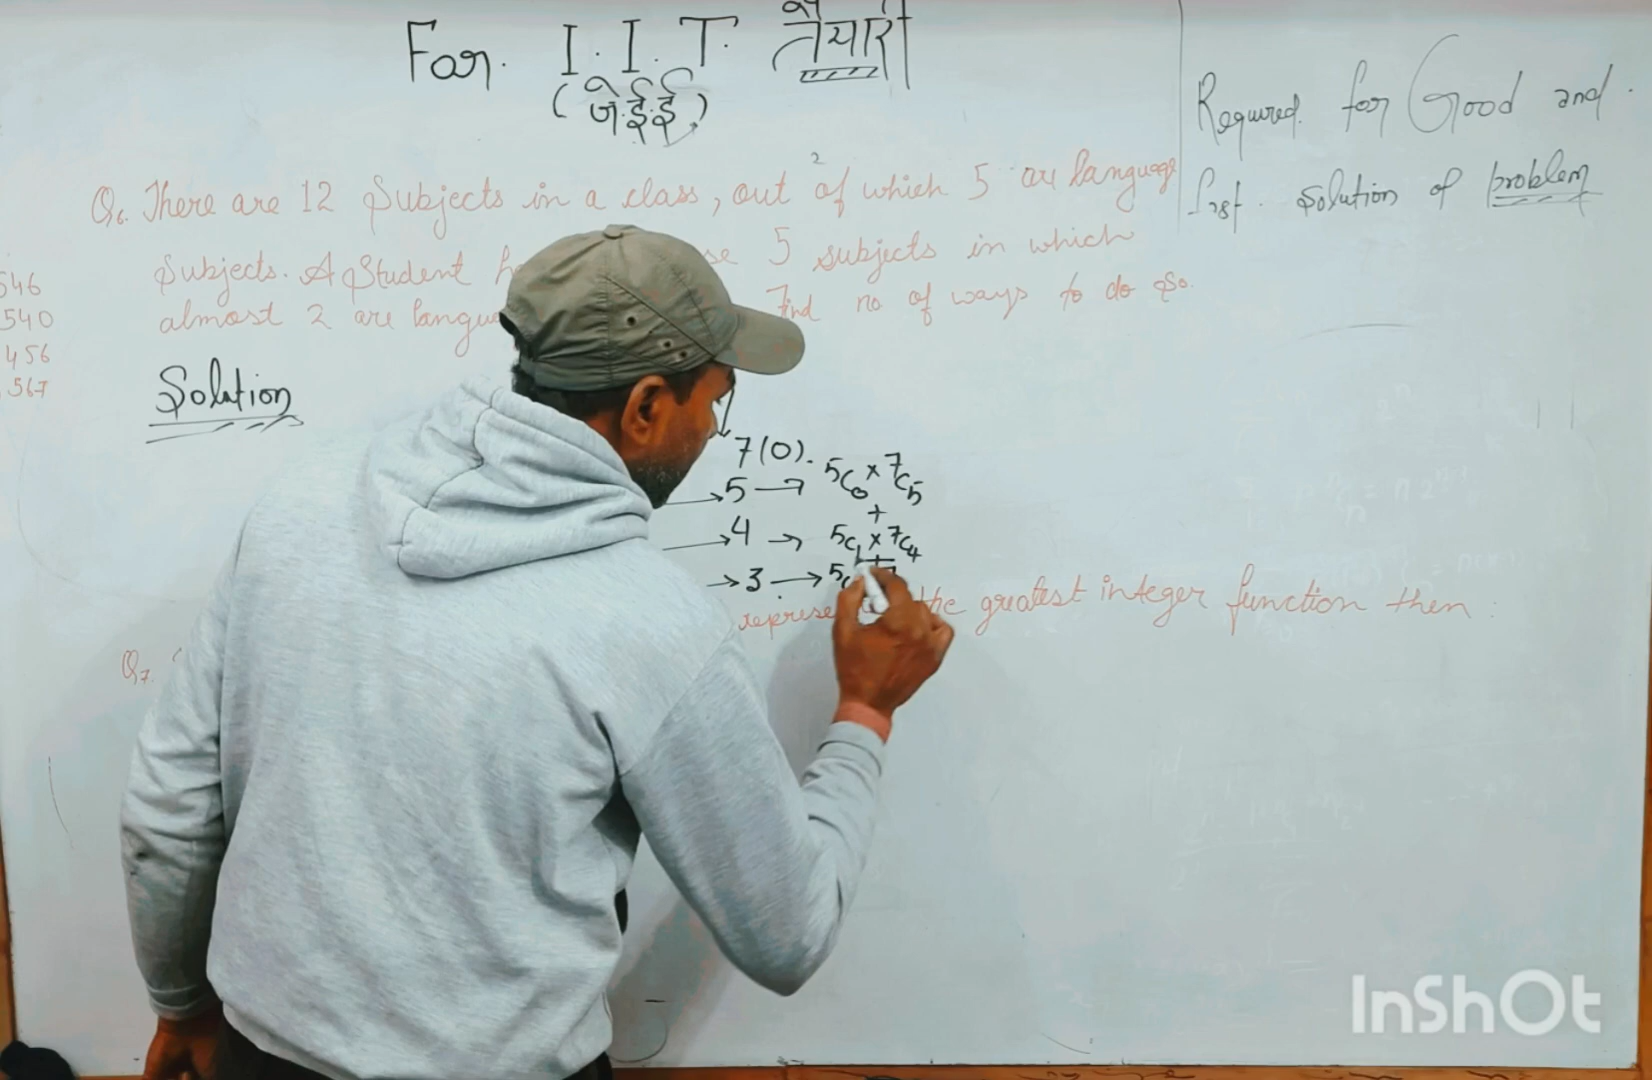 For. I.I.T. तैयारी
(जे.ई.ई.)
Required for Good and
fast. solution of problem
Q6. There are 12 Subjects in a class, out of which 5 are language
Subjects. A Student 5 subjects in which
almost 2 are Find no of ways to do so.
546
540
456
567
Solution
7(0).
→ 5 → 5C0 × 7C5
+
→ 4 → 5C1 × 7C4
+
→ 3 → 5C
Q7. the greatest integer function then
InShOt